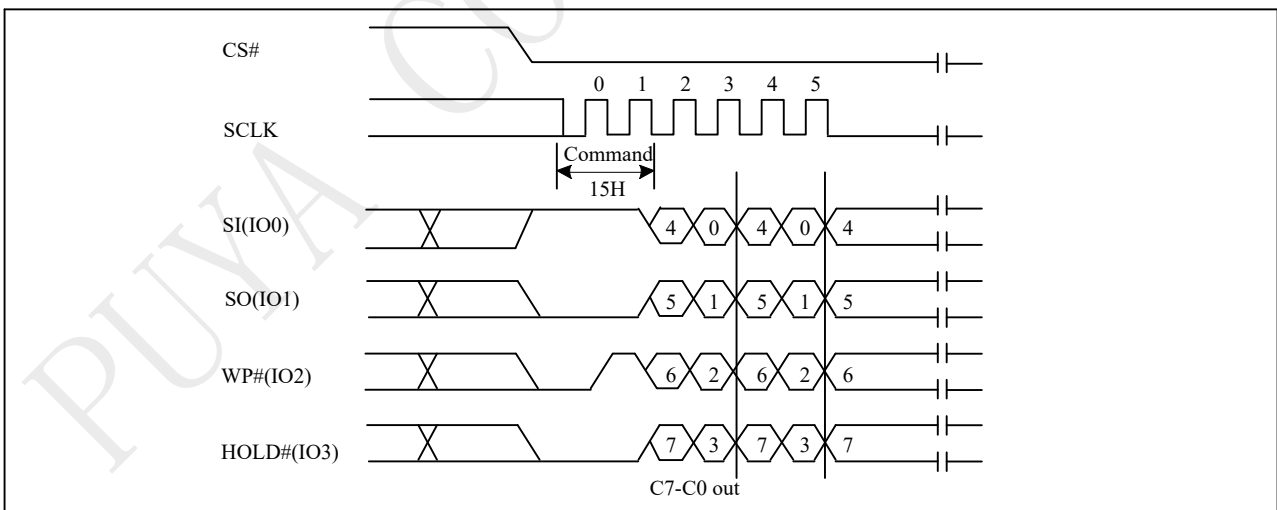 CS#
0 1 2 3 4 5
SCLK
Command
15H
SI(IO0) 4 0 4 0 4
SO(IO1) 5 1 5 1 5
WP#(IO2) 6 2 6 2 6
HOLD#(IO3) 7 3 7 3 7
C7-C0 out
PUYA